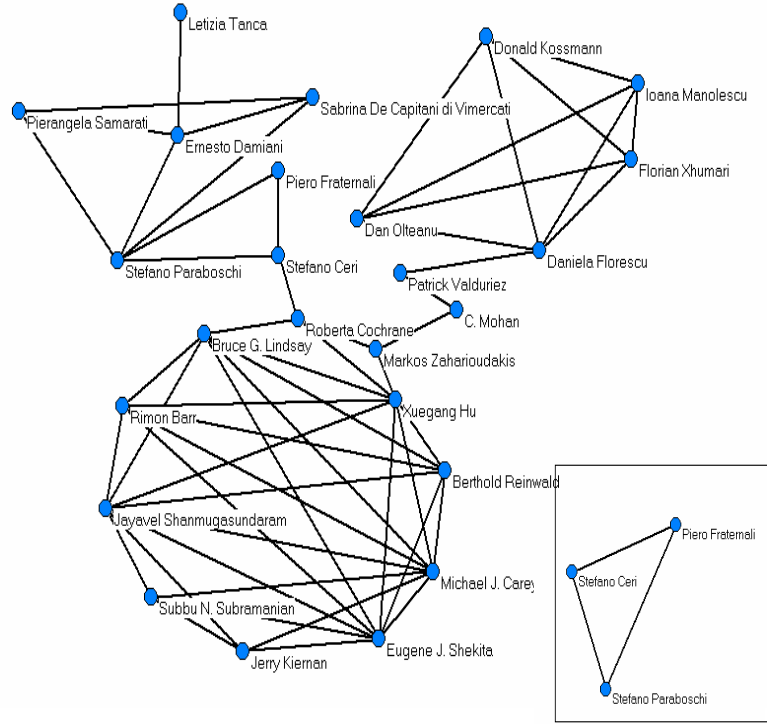 Letizia Tanca
Donald Kossmann
Ioana Manolescu
Sabrina De Capitani di Vimercati
Pierangela Samarati
Ernesto Damiani
Florian Xhumari
Piero Fraternali
Dan Olteanu
Daniela Florescu
Stefano Paraboschi
Stefano Ceri
Patrick Valduriez
C. Mohan
Roberta Cochrane
Bruce G. Lindsay
Markos Zaharioudakis
Xuegang Hu
Rimon Barr
Berthold Reinwald
Jayavel Shanmugasundaram
Piero Fraternali
Stefano Ceri
Michael J. Carey
Subbu N. Subramanian
Eugene J. Shekita
Jerry Kiernan
Stefano Paraboschi